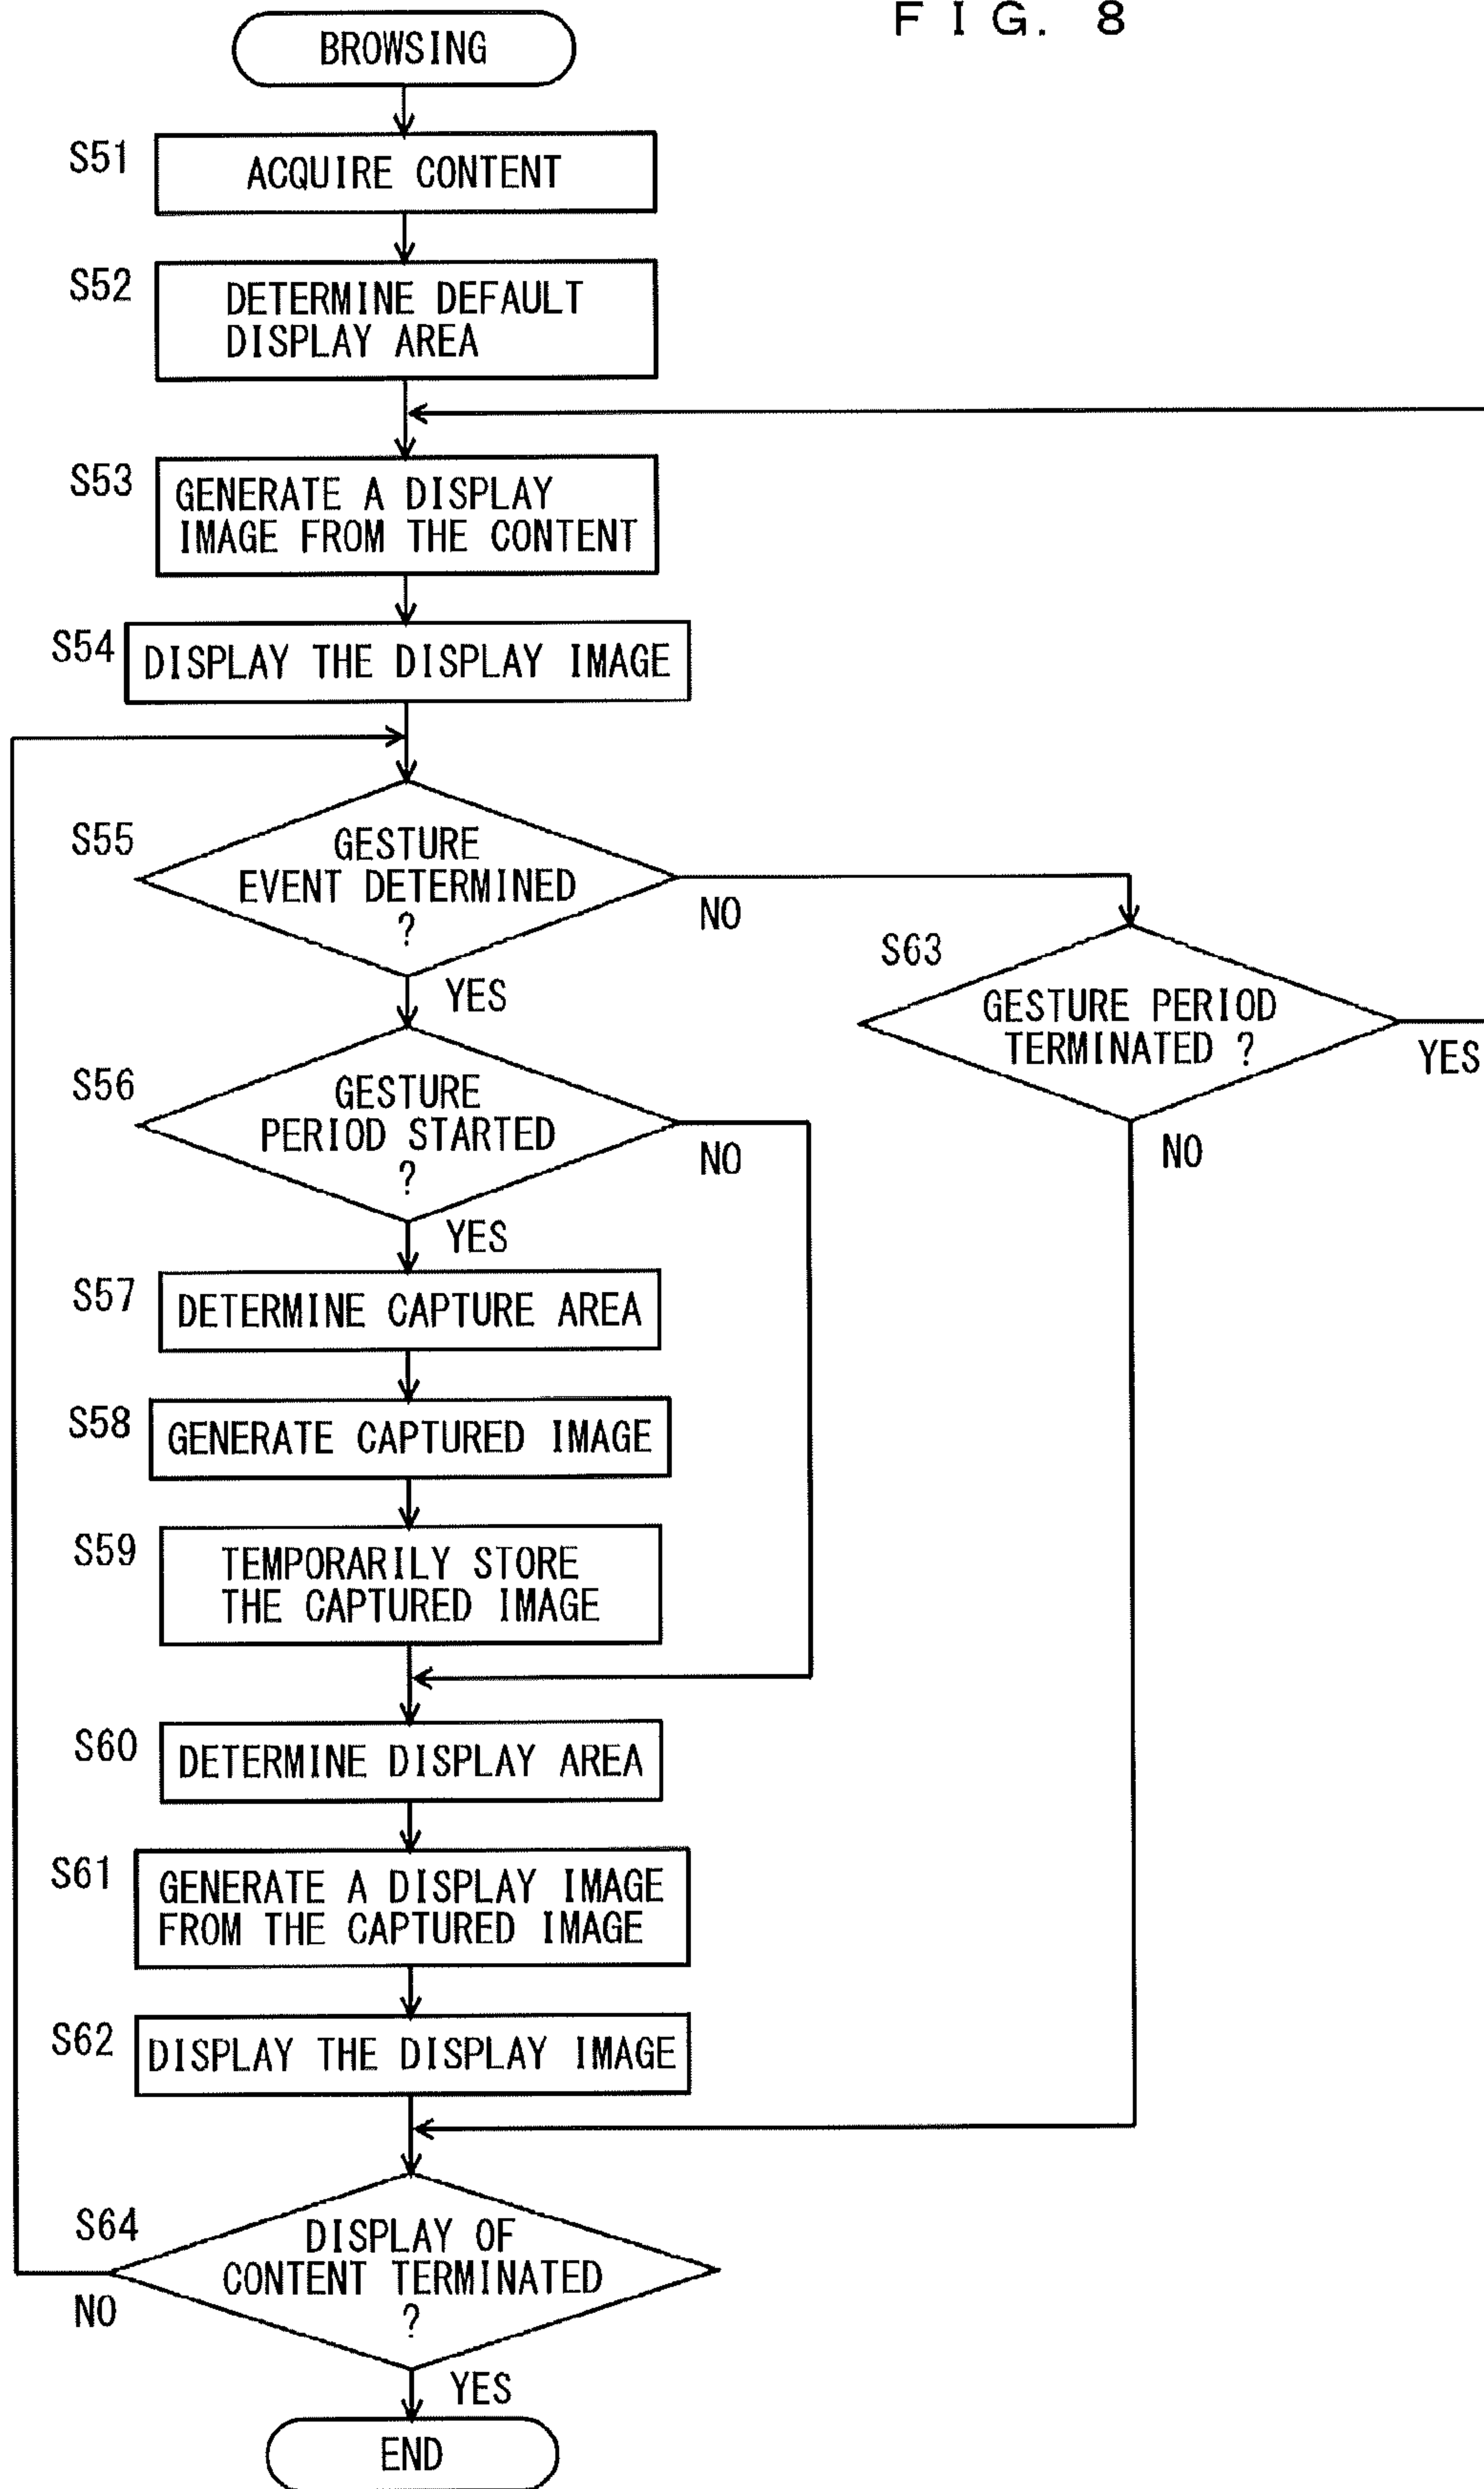 FIG. 8
BROWSING
S51
ACQUIRE CONTENT
S52
DETERMINE DEFAULT
DISPLAY AREA
S53
GENERATE A DISPLAY
IMAGE FROM THE CONTENT
S54
DISPLAY THE DISPLAY IMAGE
S55
GESTURE
EVENT DETERMINED
?
NO
YES
S63
GESTURE PERIOD
TERMINATED ?
YES
NO
S56
GESTURE
PERIOD STARTED
?
NO
YES
S57
DETERMINE CAPTURE AREA
S58
GENERATE CAPTURED IMAGE
S59
TEMPORARILY STORE
THE CAPTURED IMAGE
S60
DETERMINE DISPLAY AREA
S61
GENERATE A DISPLAY IMAGE
FROM THE CAPTURED IMAGE
S62
DISPLAY THE DISPLAY IMAGE
S64
DISPLAY OF
CONTENT TERMINATED
?
NO
YES
END